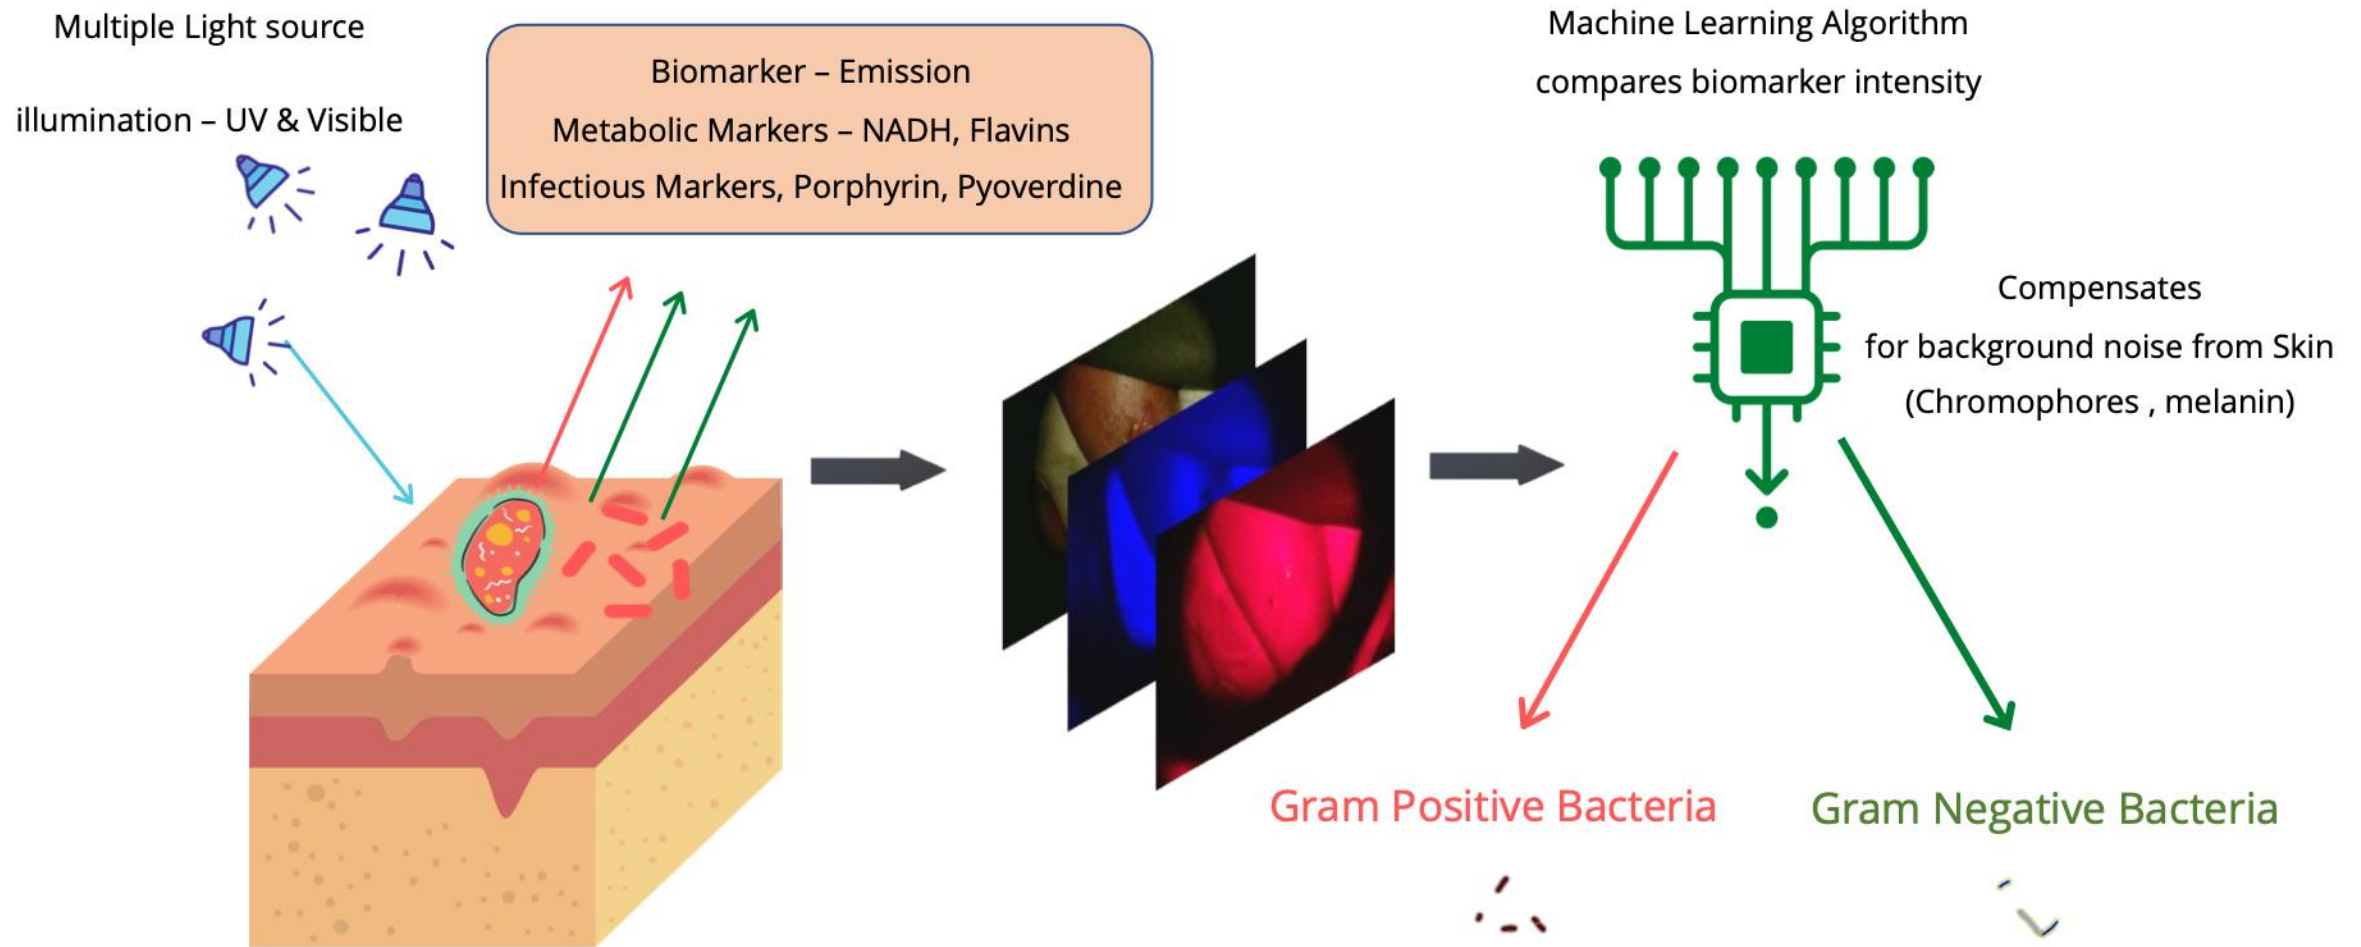 Multiple Light source
illumination – UV & Visible
Biomarker – Emission
Metabolic Markers – NADH, Flavins
Infectious Markers, Porphyrin, Pyoverdine
Machine Learning Algorithm
compares biomarker intensity
Compensates
for background noise from Skin
(Chromophores , melanin)
Gram Positive Bacteria
Gram Negative Bacteria